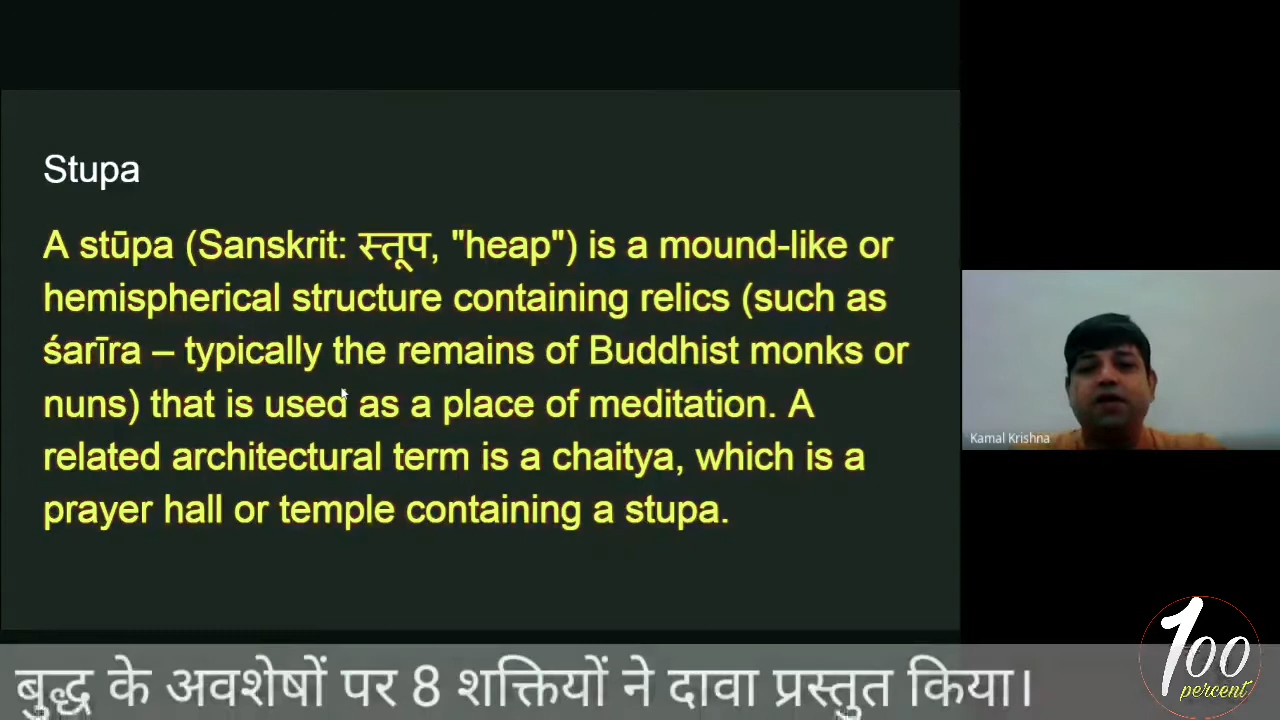 Stupa
A stūpa (Sanskrit: स्तूप, "heap") is a mound-like or
hemispherical structure containing relics (such as
śarīra – typically the remains of Buddhist monks or
nuns) that is used as a place of meditation. A
related architectural term is a chaitya, which is a
prayer hall or temple containing a stupa.
Kamal Krishna
बुद्ध के अवशेषों पर 8 शक्तियों ने दावा प्रस्तुत किया।
100
percent